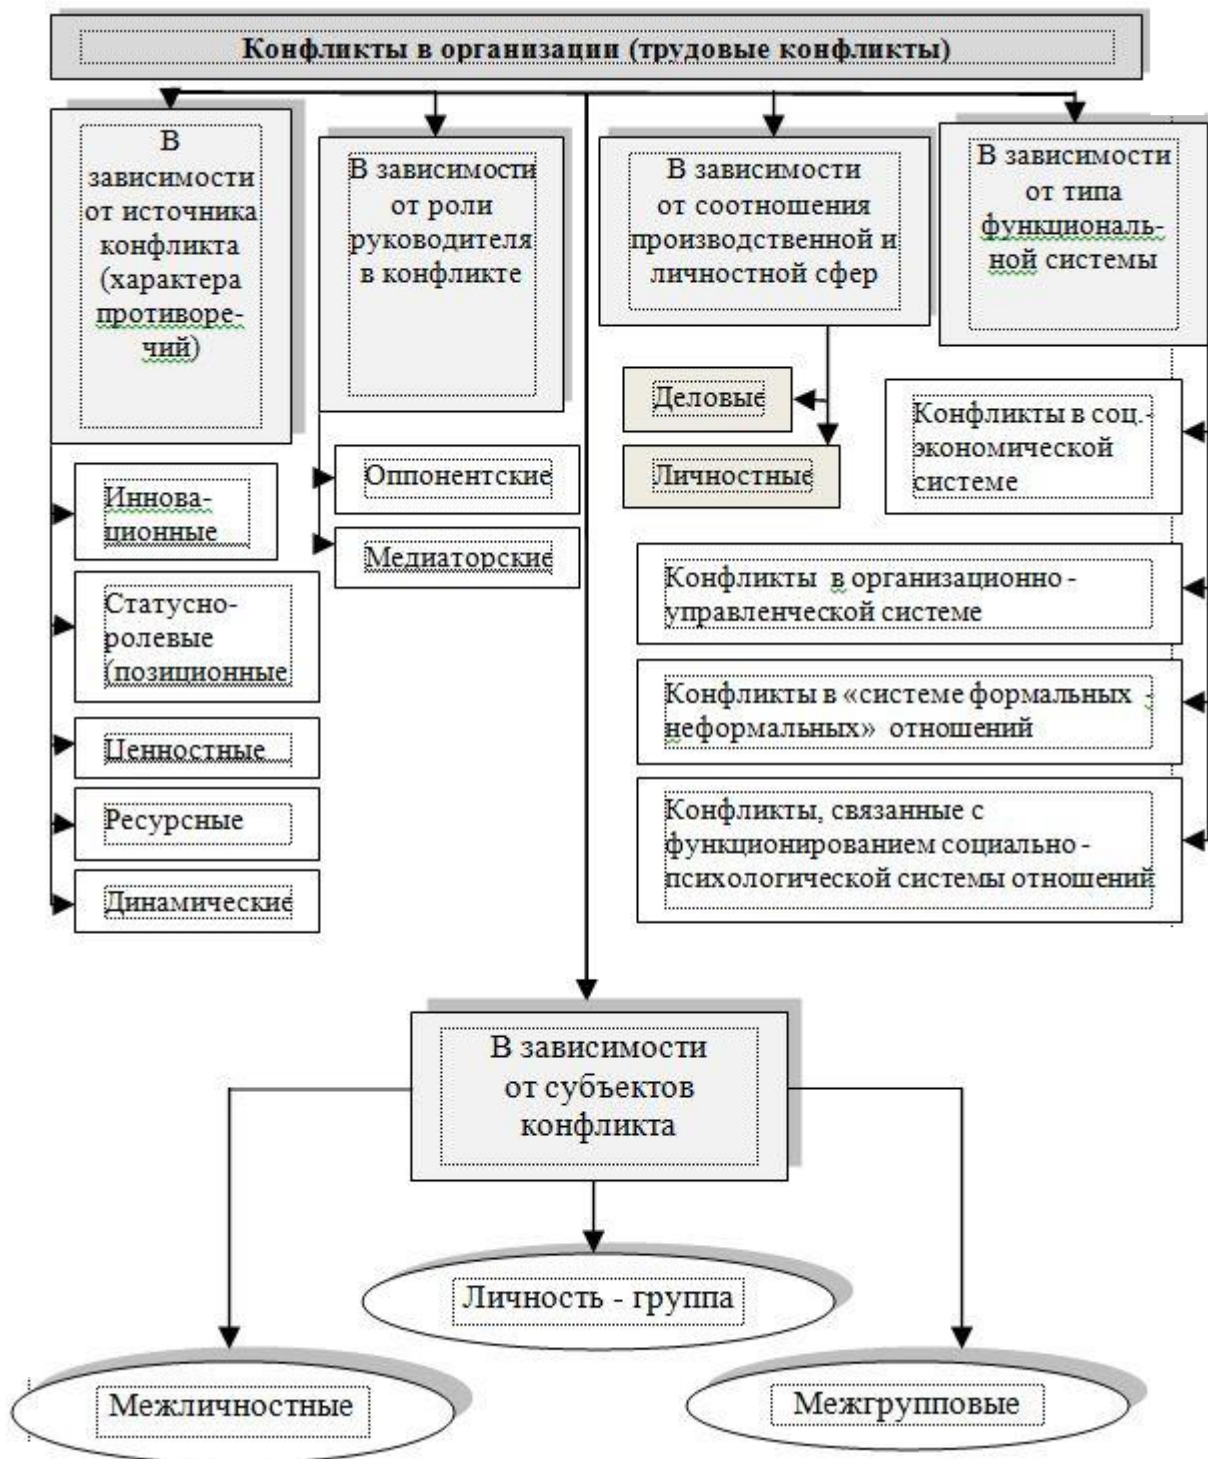 Конфликты в организации (трудовые конфликты)
В
зависимости
от источника
конфликта
(характера
противоре-
чий)
В зависимости
от роли
руководителя
в конфликте
В зависимости
от соотношения
производственной и
личностной сфер
В зависимости
от типа
функциональ-
ной системы
Иннова-
ционные
Статусно-
ролевые
(позиционные
Ценностные
Ресурсные
Динамические
Оппонентские
Медиаторские
Деловые
Личностные
Конфликты в соц.-
экономической
системе
Конфликты в организационно -
управленческой системе
Конфликты в «системе формальных -
неформальных» отношений
Конфликты, связанные с
функционированием социально -
психологической системы отношений
В зависимости
от субъектов
конфликта
Личность - группа
Межличностные
Межгрупповые